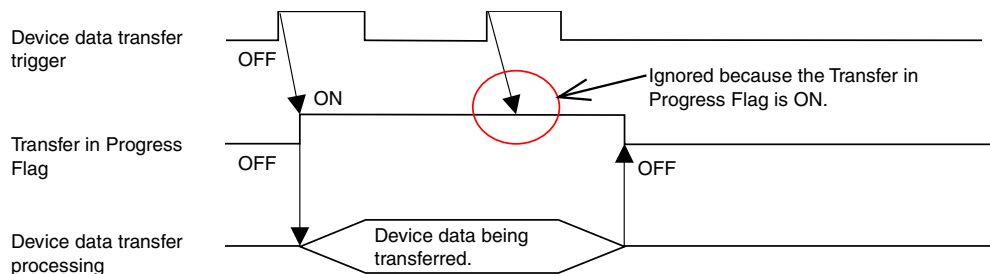 Device data transfer
trigger
OFF
Ignored because the Transfer in
Progress Flag is ON.
ON
Transfer in Progress
Flag
OFF
OFF
Device data transfer
processing
Device data being
transferred.